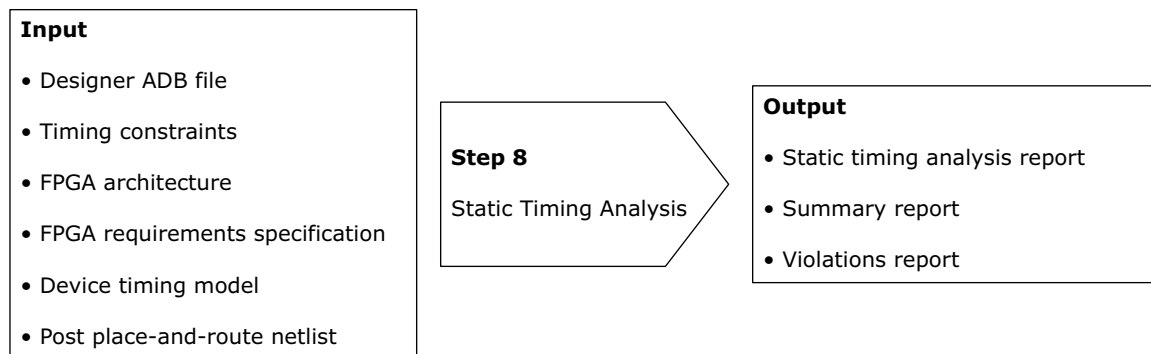 Input
• Designer ADB file
• Timing constraints
• FPGA architecture
• FPGA requirements specification
• Device timing model
• Post place-and-route netlist
Step 8
Static Timing Analysis
Output
• Static timing analysis report
• Summary report
• Violations report